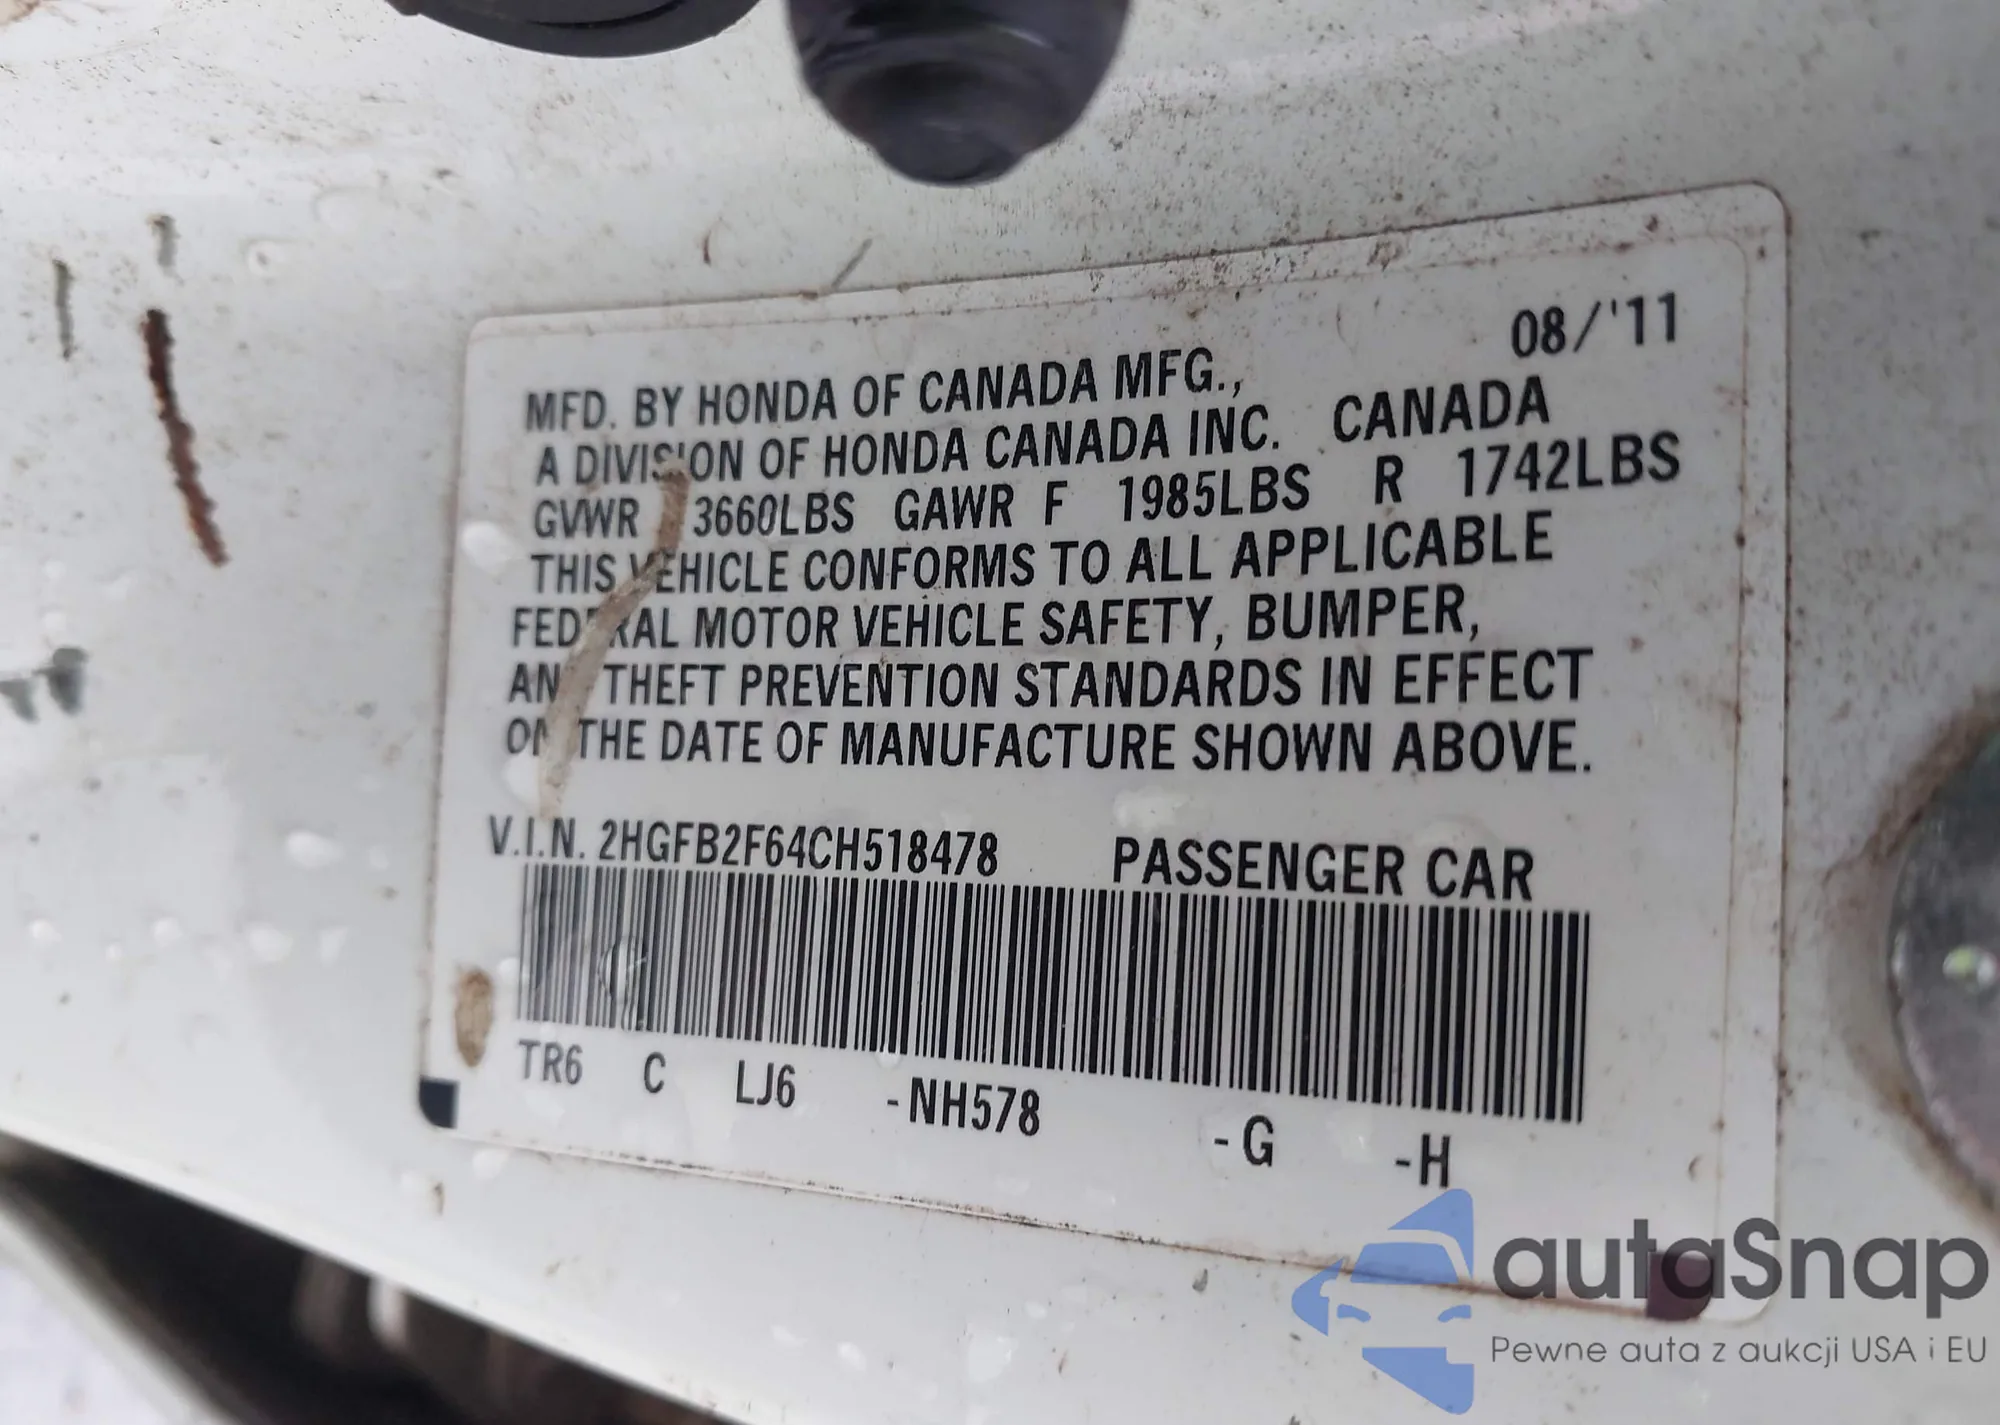 08/'11
MFD. BY HONDA OF CANADA MFG.,
A DIVISION OF HONDA CANADA INC. CANADA
GVWR 3660LBS GAWR F 1985LBS R 1742LBS
THIS VEHICLE CONFORMS TO ALL APPLICABLE
FEDERAL MOTOR VEHICLE SAFETY, BUMPER,
AND THEFT PREVENTION STANDARDS IN EFFECT
ON THE DATE OF MANUFACTURE SHOWN ABOVE.
V.I.N. 2HGFB2F64CH518478 PASSENGER CAR
TR6 C LJ6 -NH578 -G -H
autaSnap
Pewne auta z aukcji USA i EU